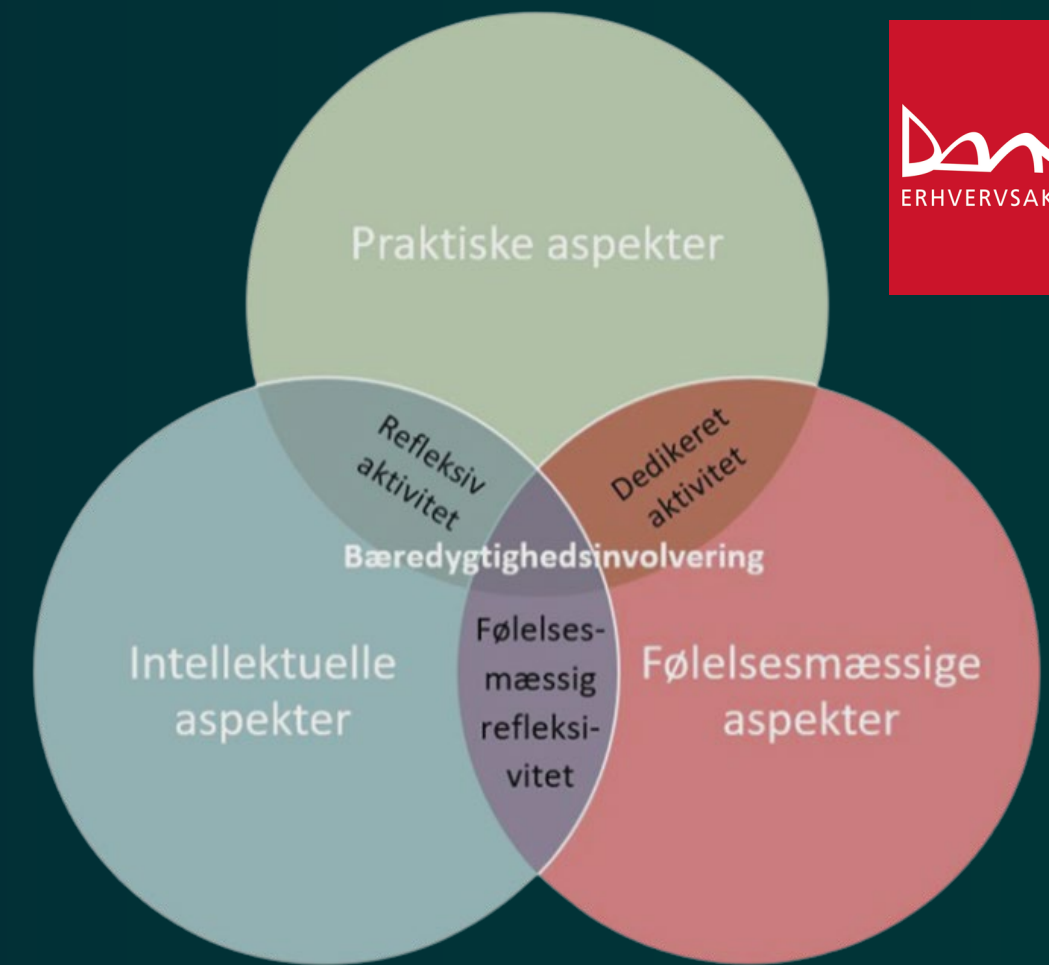 Praktiske aspekter
ERHVERVSAK
Refleksiv
aktivitet
Dedikeret
aktivitet
Bæredygtighedsinvolvering
Intellektuelle
aspekter
Følelses-
mæssig
refleksi-
vitet
Følelsesmæssige
aspekter